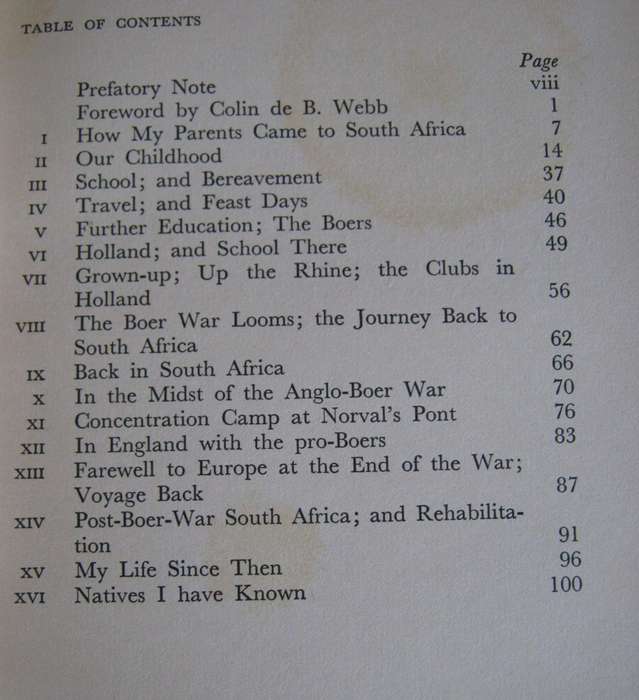 TABLE OF CONTENTS
Page
Prefatory Note viii
Foreword by Colin de B. Webb 1
I How My Parents Came to South Africa 7
II Our Childhood 14
III School; and Bereavement 37
IV Travel; and Feast Days 40
V Further Education; The Boers 46
VI Holland; and School There 49
VII Grown-up; Up the Rhine; the Clubs in
Holland 56
VIII The Boer War Looms; the Journey Back to
South Africa 62
IX Back in South Africa 66
X In the Midst of the Anglo-Boer War 70
XI Concentration Camp at Norval's Pont 76
XII In England with the pro-Boers 83
XIII Farewell to Europe at the End of the War;
Voyage Back 87
XIV Post-Boer-War South Africa; and Rehabilita-
tion 91
XV My Life Since Then 96
XVI Natives I have Known 100